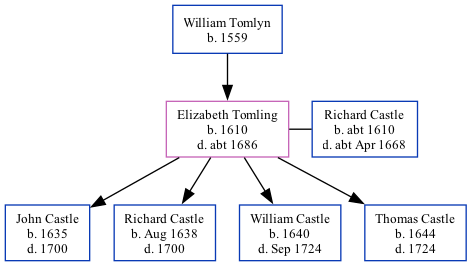 William Tomlyn
b. 1559
Elizabeth Tomling
b. 1610
d. abt 1686
Richard Castle
b. abt 1610
d. abt Apr 1668
John Castle
b. 1635
d. 1700
Richard Castle
b. Aug 1638
d. 1700
William Castle
b. 1640
d. Sep 1724
Thomas Castle
b. 1644
d. 1724